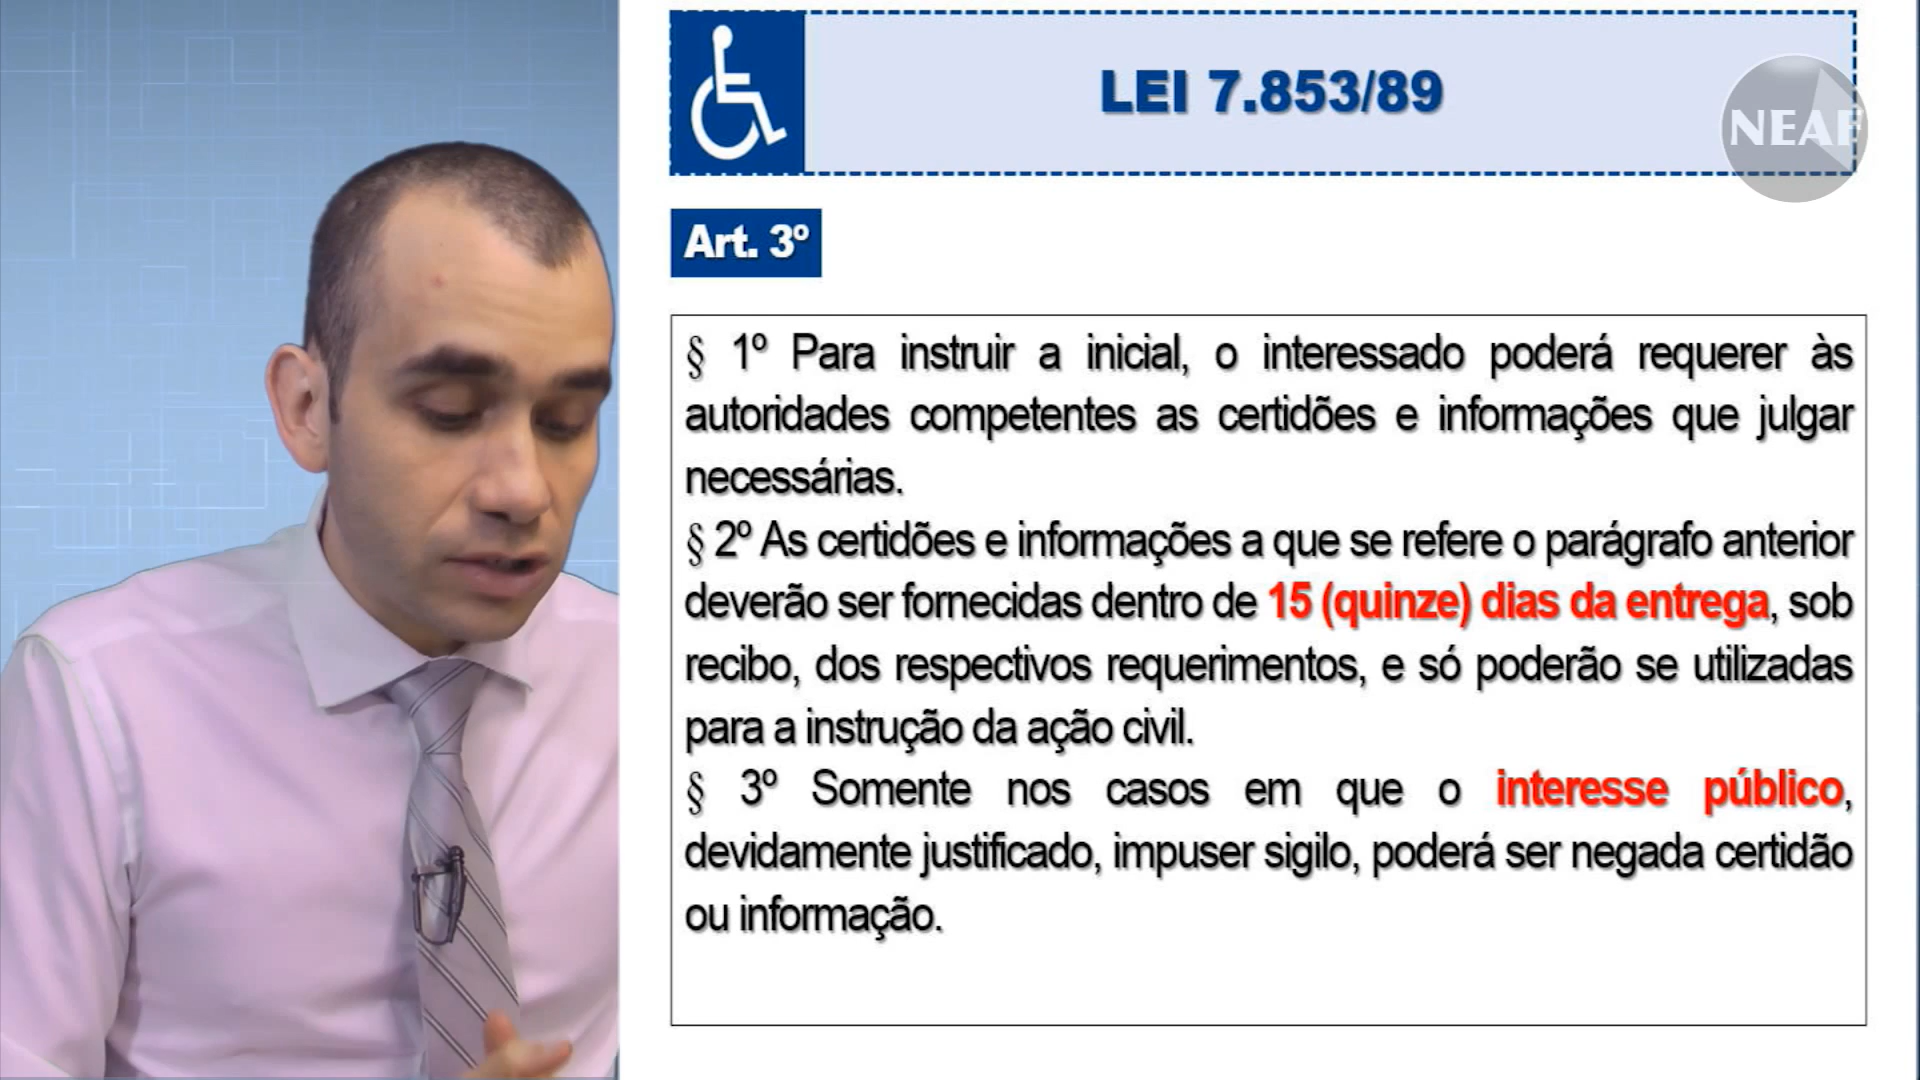 LEI 7.853/89
NEAF
Art. 3º
§ 1º Para instruir a inicial, o interessado poderá requerer às
autoridades competentes as certidões e informações que julgar
necessárias.
§ 2º As certidões e informações a que se refere o parágrafo anterior
deverão ser fornecidas dentro de 15 (quinze) dias da entrega, sob
recibo, dos respectivos requerimentos, e só poderão se utilizadas
para a instrução da ação civil.
§ 3º Somente nos casos em que o interesse público,
devidamente justificado, impuser sigilo, poderá ser negada certidão
ou informação.